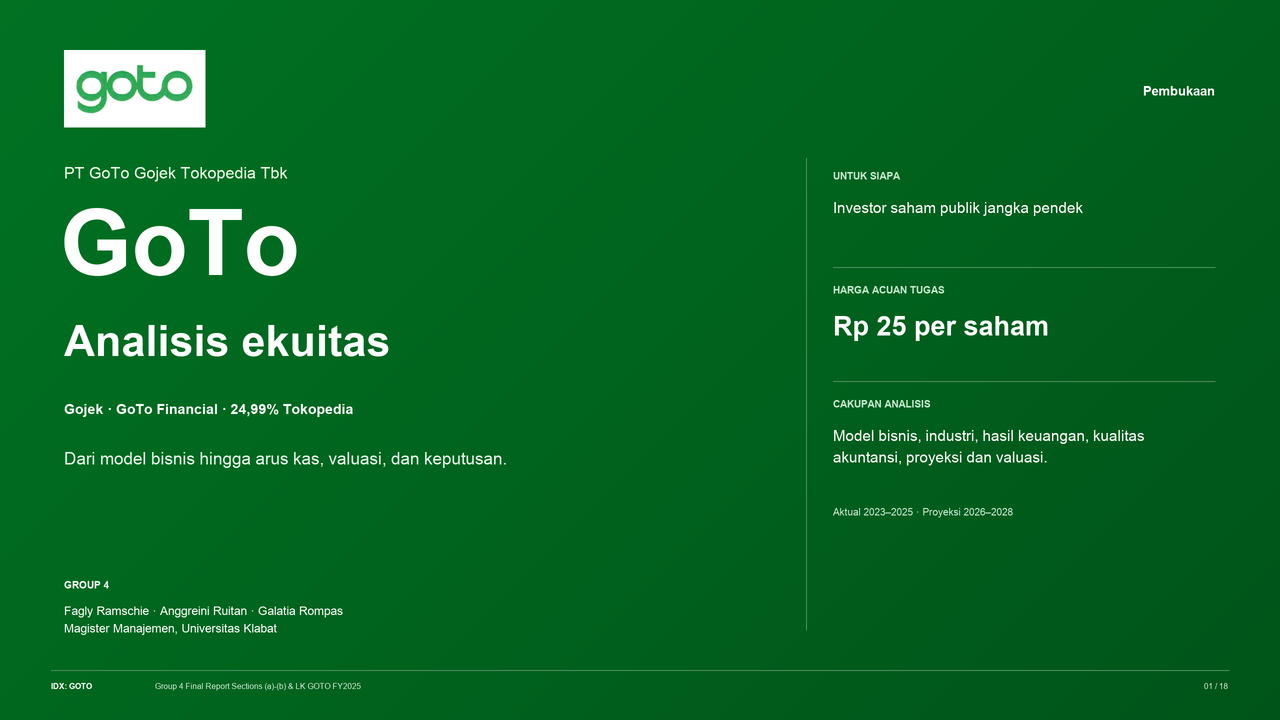 goto
Pembukaan
PT GoTo Gojek Tokopedia Tbk
GoTo
Analisis ekuitas
Gojek · GoTo Financial · 24,99% Tokopedia
Dari model bisnis hingga arus kas, valuasi, dan keputusan.
UNTUK SIAPA
Investor saham publik jangka pendek
HARGA ACUAN TUGAS
Rp 25 per saham
CAKUPAN ANALISIS
Model bisnis, industri, hasil keuangan, kualitas
akuntansi, proyeksi dan valuasi.
Aktual 2023–2025 · Proyeksi 2026–2028
GROUP 4
Fagly Ramschie · Anggreini Ruitan · Galatia Rompas
Magister Manajemen, Universitas Klabat
IDX: GOTO
Group 4 Final Report Sections (a)-(b) & LK GOTO FY2025
01 / 18